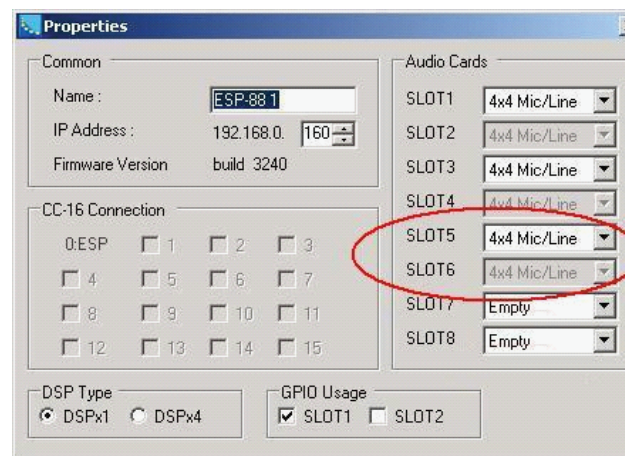 Properties
Common
Name :
ESP-88 1
IP Address :
192.168.0. 160
Firmware Version
build 3240
CC-16 Connection
0:ESP 1 2 3
4 5 6 7
8 9 10 11
12 13 14 15
DSP Type
DSPx1 DSPx4
GPIO Usage
SLOT1 SLOT2
Audio Cards
SLOT1 4x4 Mic/Line
SLOT2 4x4 Mic/Line
SLOT3 4x4 Mic/Line
SLOT4 4x4 Mic/Line
SLOT5 4x4 Mic/Line
SLOT6 4x4 Mic/Line
SLOT7 Empty
SLOT8 Empty